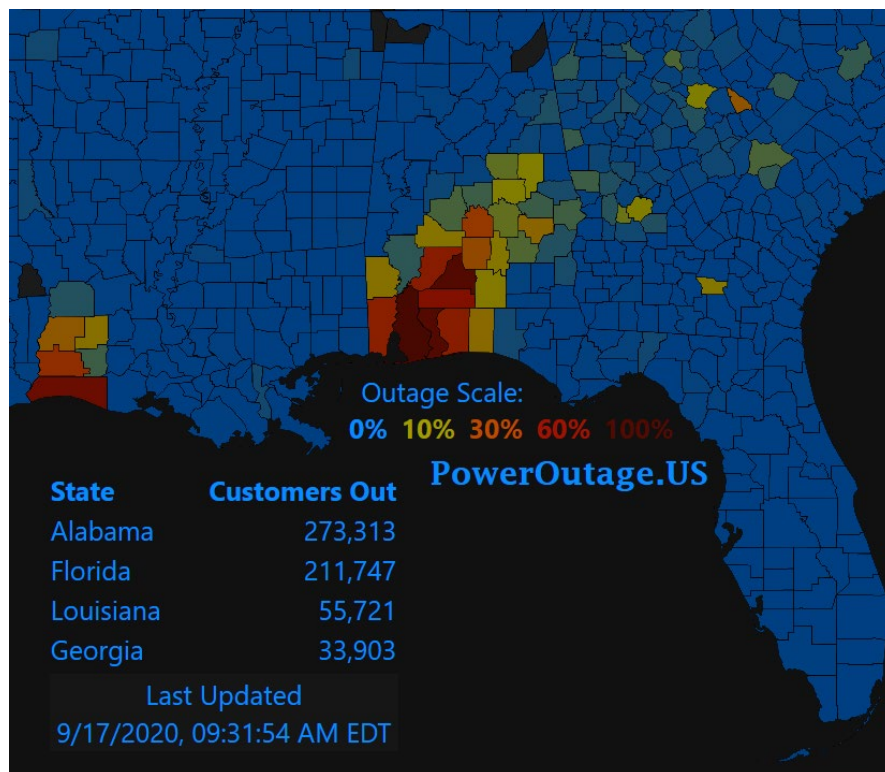 Outage Scale:
0% 10% 30% 60% 100%
PowerOutage.US
State Customers Out
Alabama 273,313
Florida 211,747
Louisiana 55,721
Georgia 33,903
Last Updated
9/17/2020, 09:31:54 AM EDT